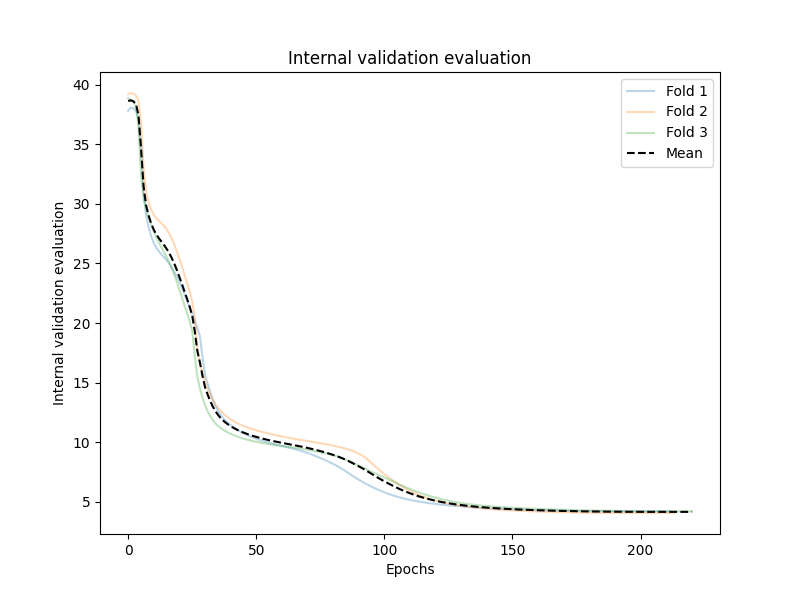 Internal validation evaluation
40
35
30
25
20
15
10
5
Internal validation evaluation
Fold 1
Fold 2
Fold 3
Mean
0 50 100 150 200
Epochs